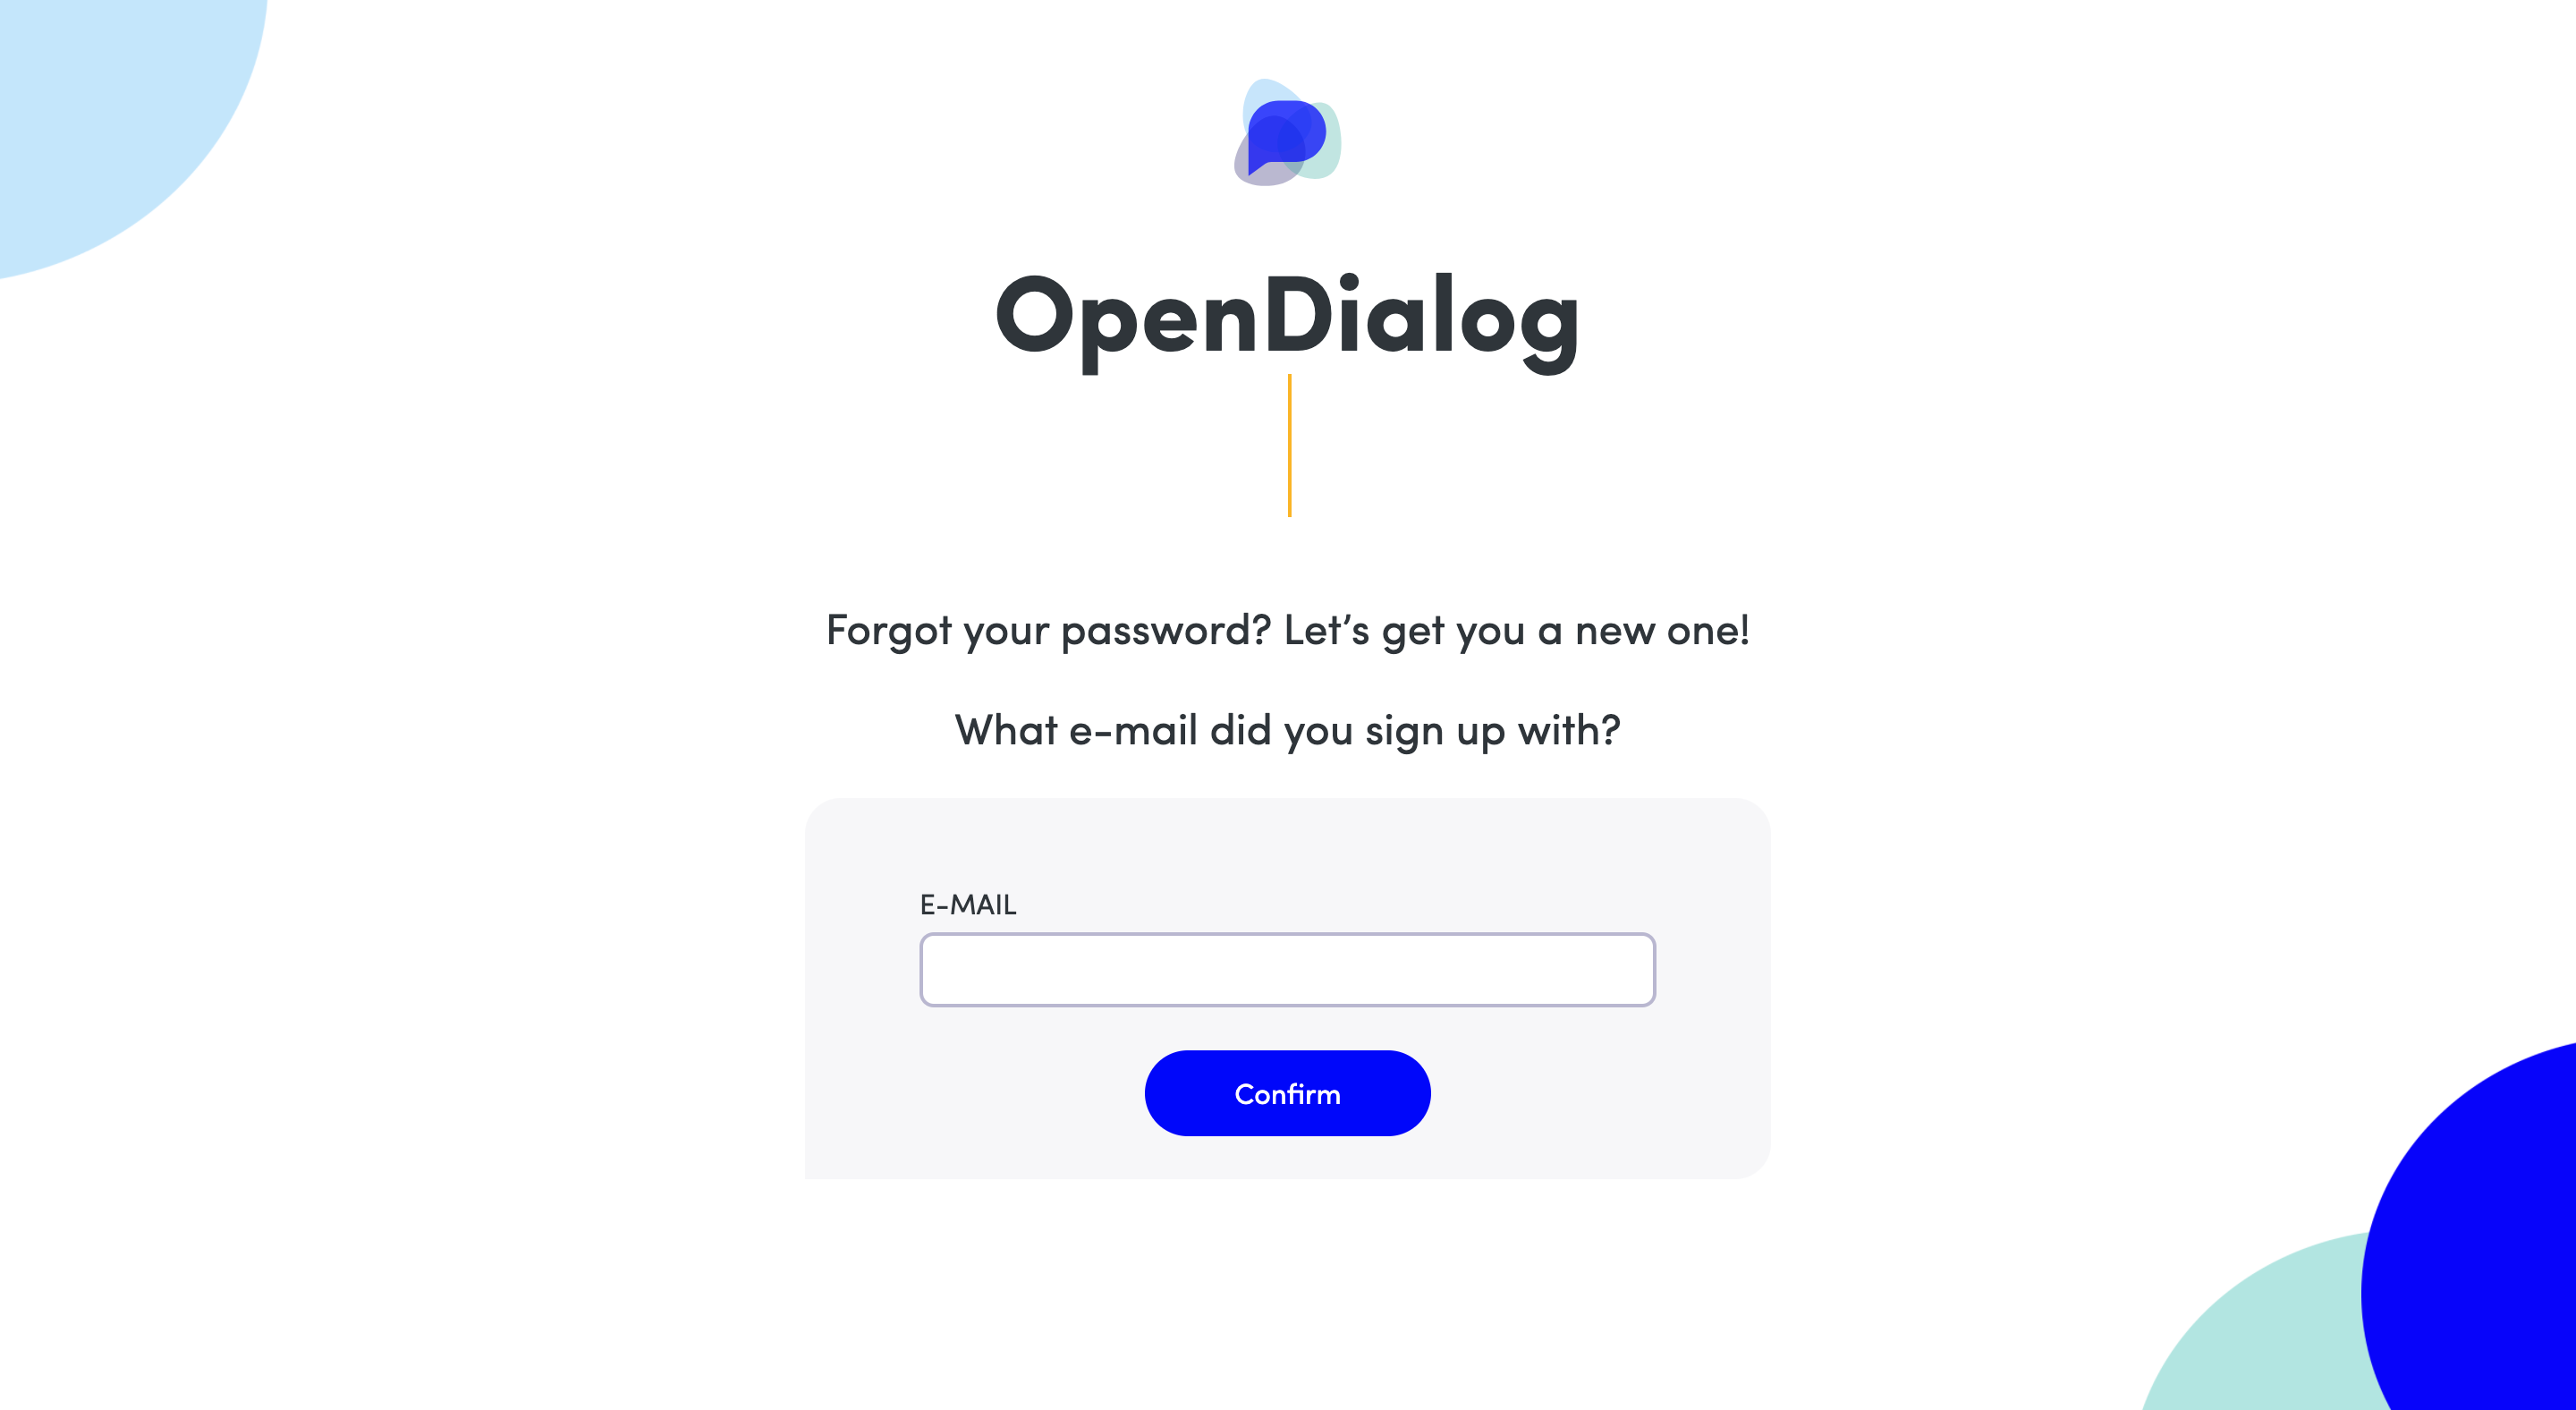 OpenDialog
Forgot your password? Let’s get you a new one!
What e-mail did you sign up with?
E-MAIL
Confirm